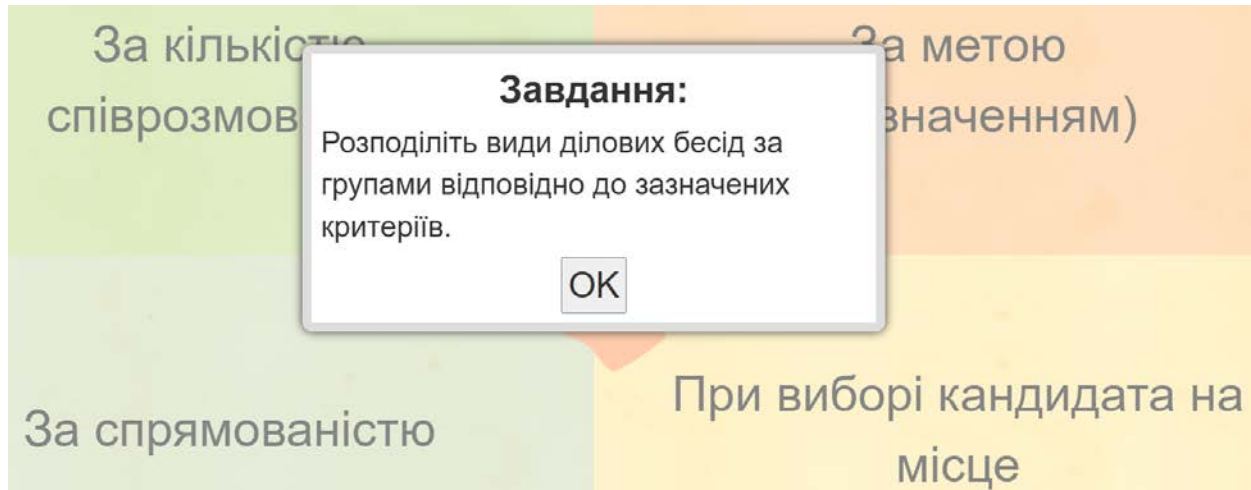 За кількістю
співрозмов
За метою
значенням)
Завдання:
Розподіліть види ділових бесід за
групами відповідно до зазначених
критеріїв.
OK
За спрямованістю
При виборі кандидата на
місце